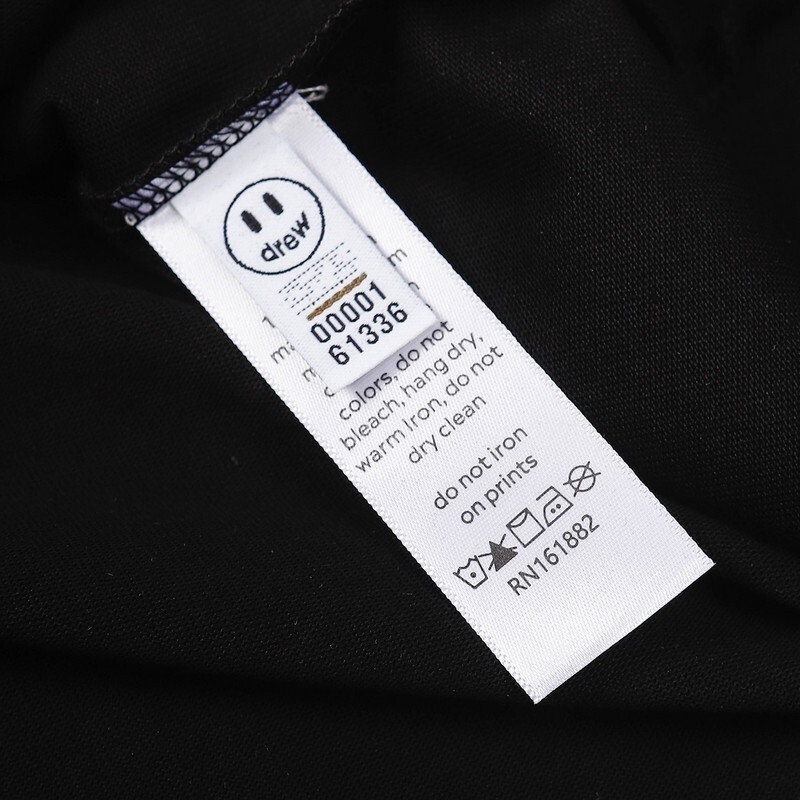 drew
00001
61336
colors, do not
bleach, hang dry,
warm Iron, do not
dry clean
do not iron
on prints
RN161882